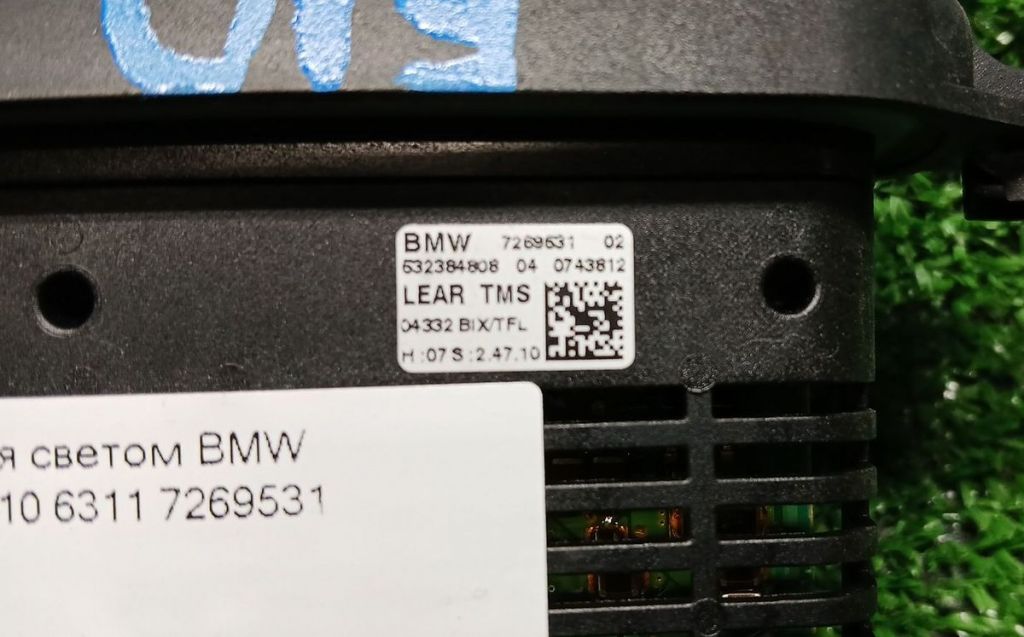 BMW 7269531 02
632384808 04 0743812
LEAR TMS
04332 BIX/TFL
H:07 S:2.47.10
я светом BMW
10 6311 7269531